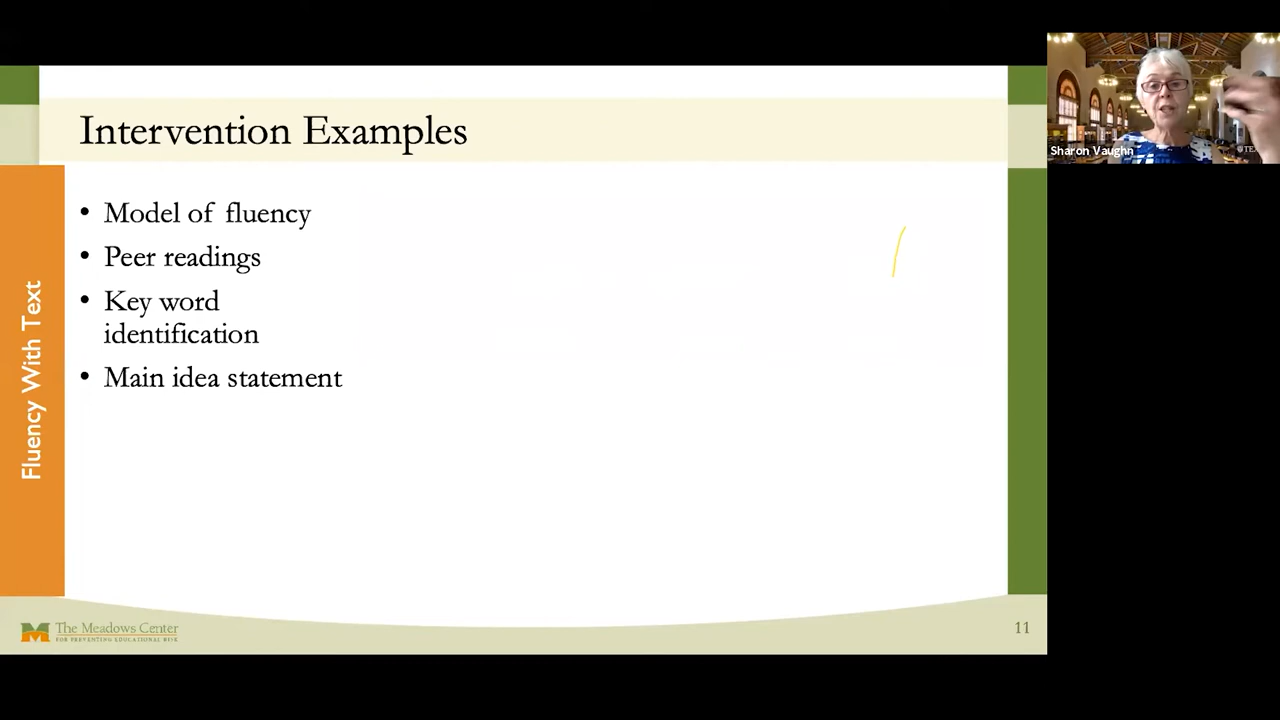 Intervention Examples
• Model of fluency
• Peer readings
• Key word
identification
• Main idea statement
Fluency With Text
The Meadows Center
FOR PREVENTING EDUCATIONAL RISK
11
Sharon Vaughn